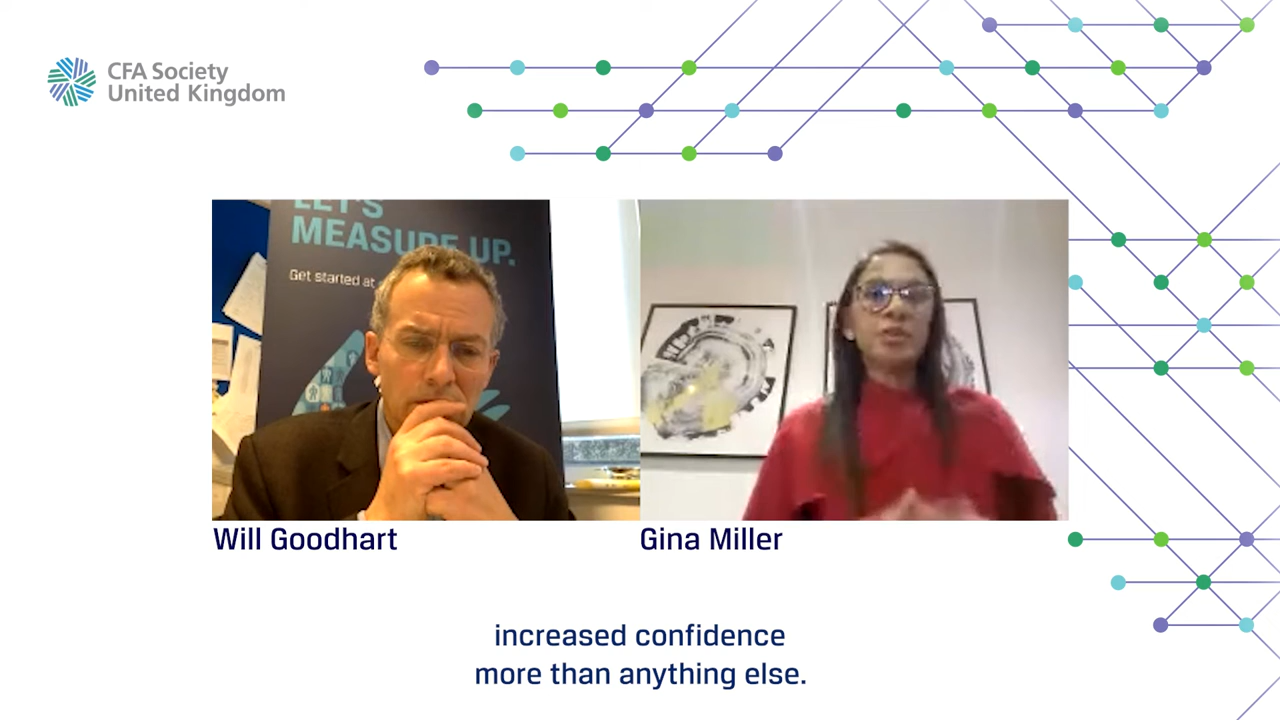 CFA Society
United Kingdom
LET'S
MEASURE UP.
Get started at
Will Goodhart
Gina Miller
increased confidence
more than anything else.